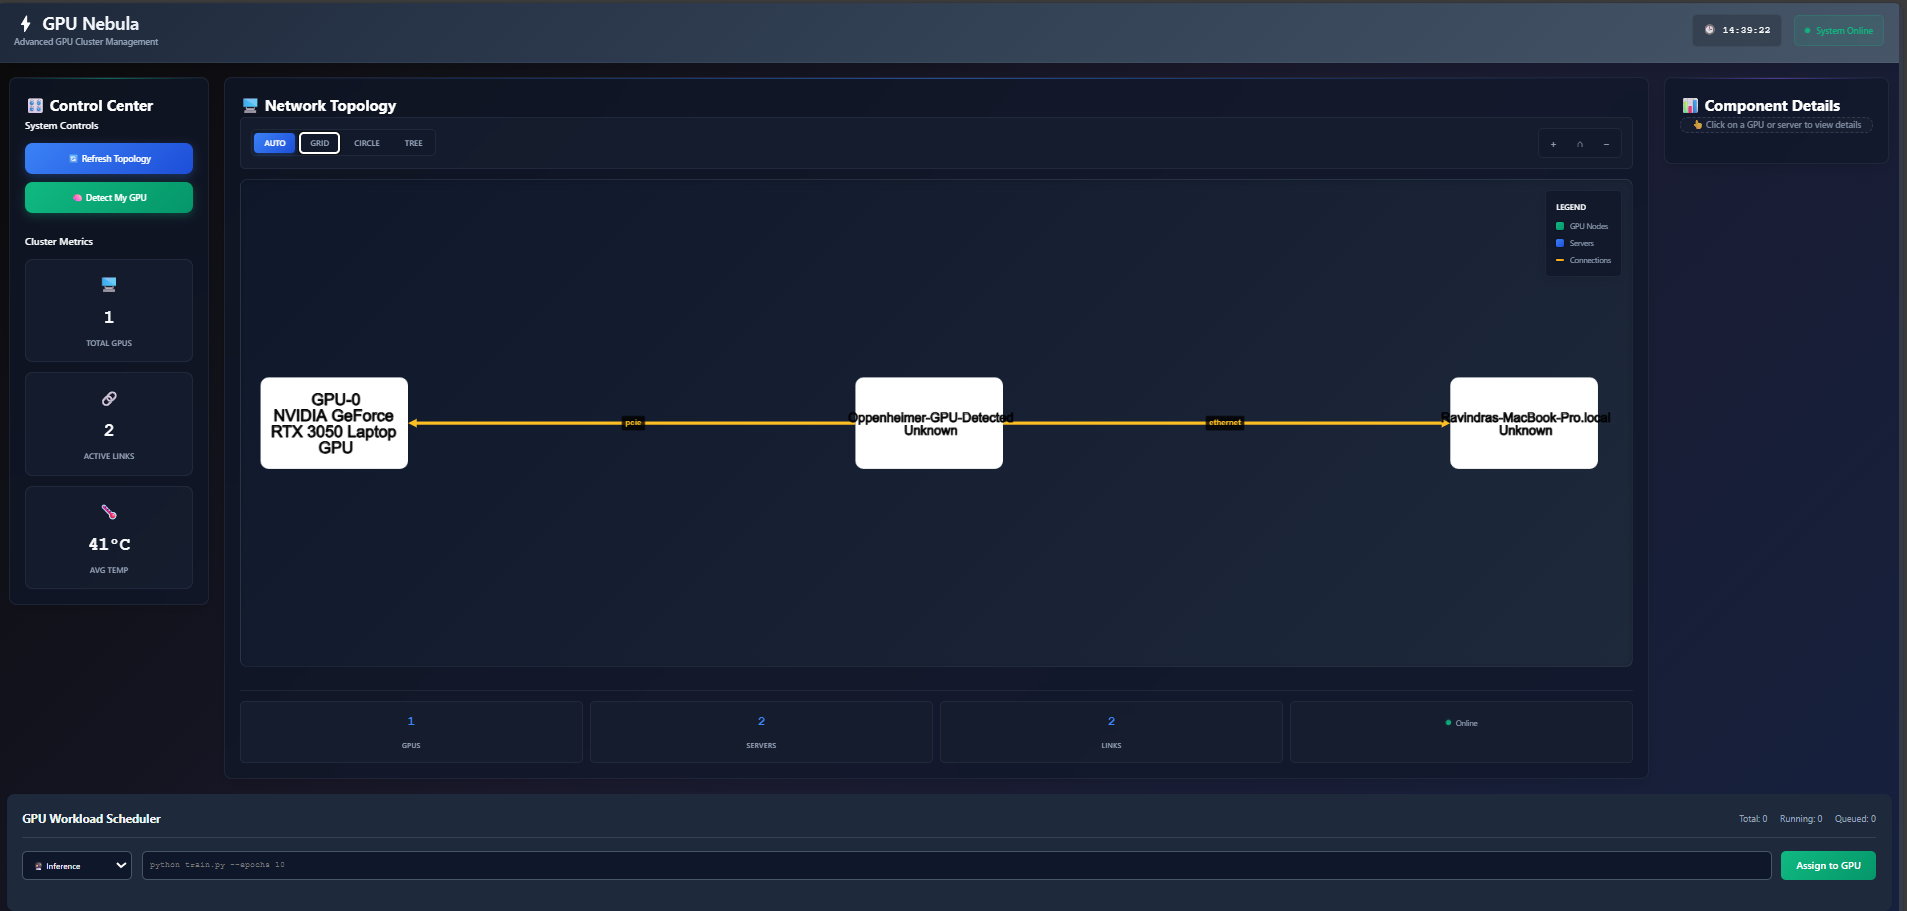 GPU Nebula
Advanced GPU Cluster Management
14:39:22
System Online
Control Center
System Controls
Refresh Topology
Detect My GPU
Cluster Metrics
1
TOTAL GPUS
2
ACTIVE LINKS
41°C
AVG TEMP
Network Topology
AUTO GRID CIRCLE TREE
+ ∩ −
LEGEND
GPU Nodes
Servers
Connections
GPU-0
NVIDIA GeForce
RTX 3050 Laptop
GPU
pcie
Oppenheimer-GPU-Detected
Unknown
ethernet
Ravindras-MacBook-Pro.local
Unknown
1
GPUS
2
SERVERS
2
LINKS
Online
Component Details
Click on a GPU or server to view details
GPU Workload Scheduler
Total: 0 Running: 0 Queued: 0
Inference
python train.py --epochs 10
Assign to GPU